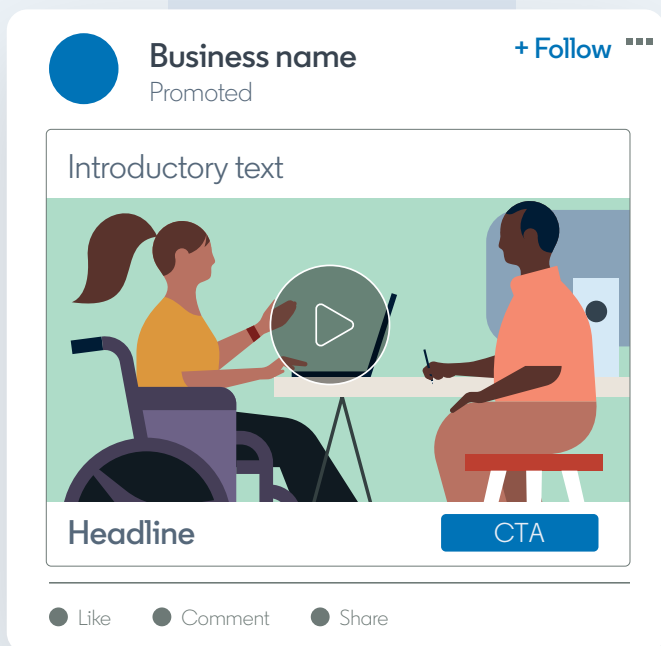 Business name
+ Follow
Promoted
Introductory text
Headline
CTA
Like
Comment
Share